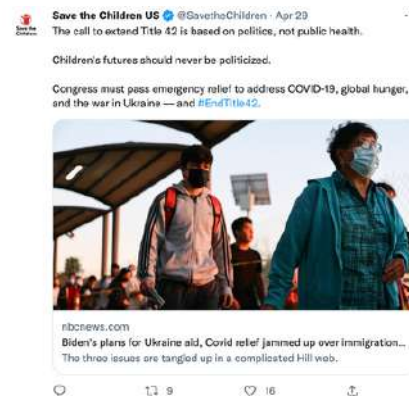 Save the Children US @SavetheChildren · Apr 29
The call to extend Title 42 is based on politics, not public health.
Children's futures should never be politicized.
Congress must pass emergency relief to address COVID-19, global hunger,
and the war in Ukraine — and #EndTitle42.
nbcnews.com
Biden's plans for Ukraine aid, Covid relief jammed up over immigration...
The three issues are tangled up in a complicated Hill web.
9 16